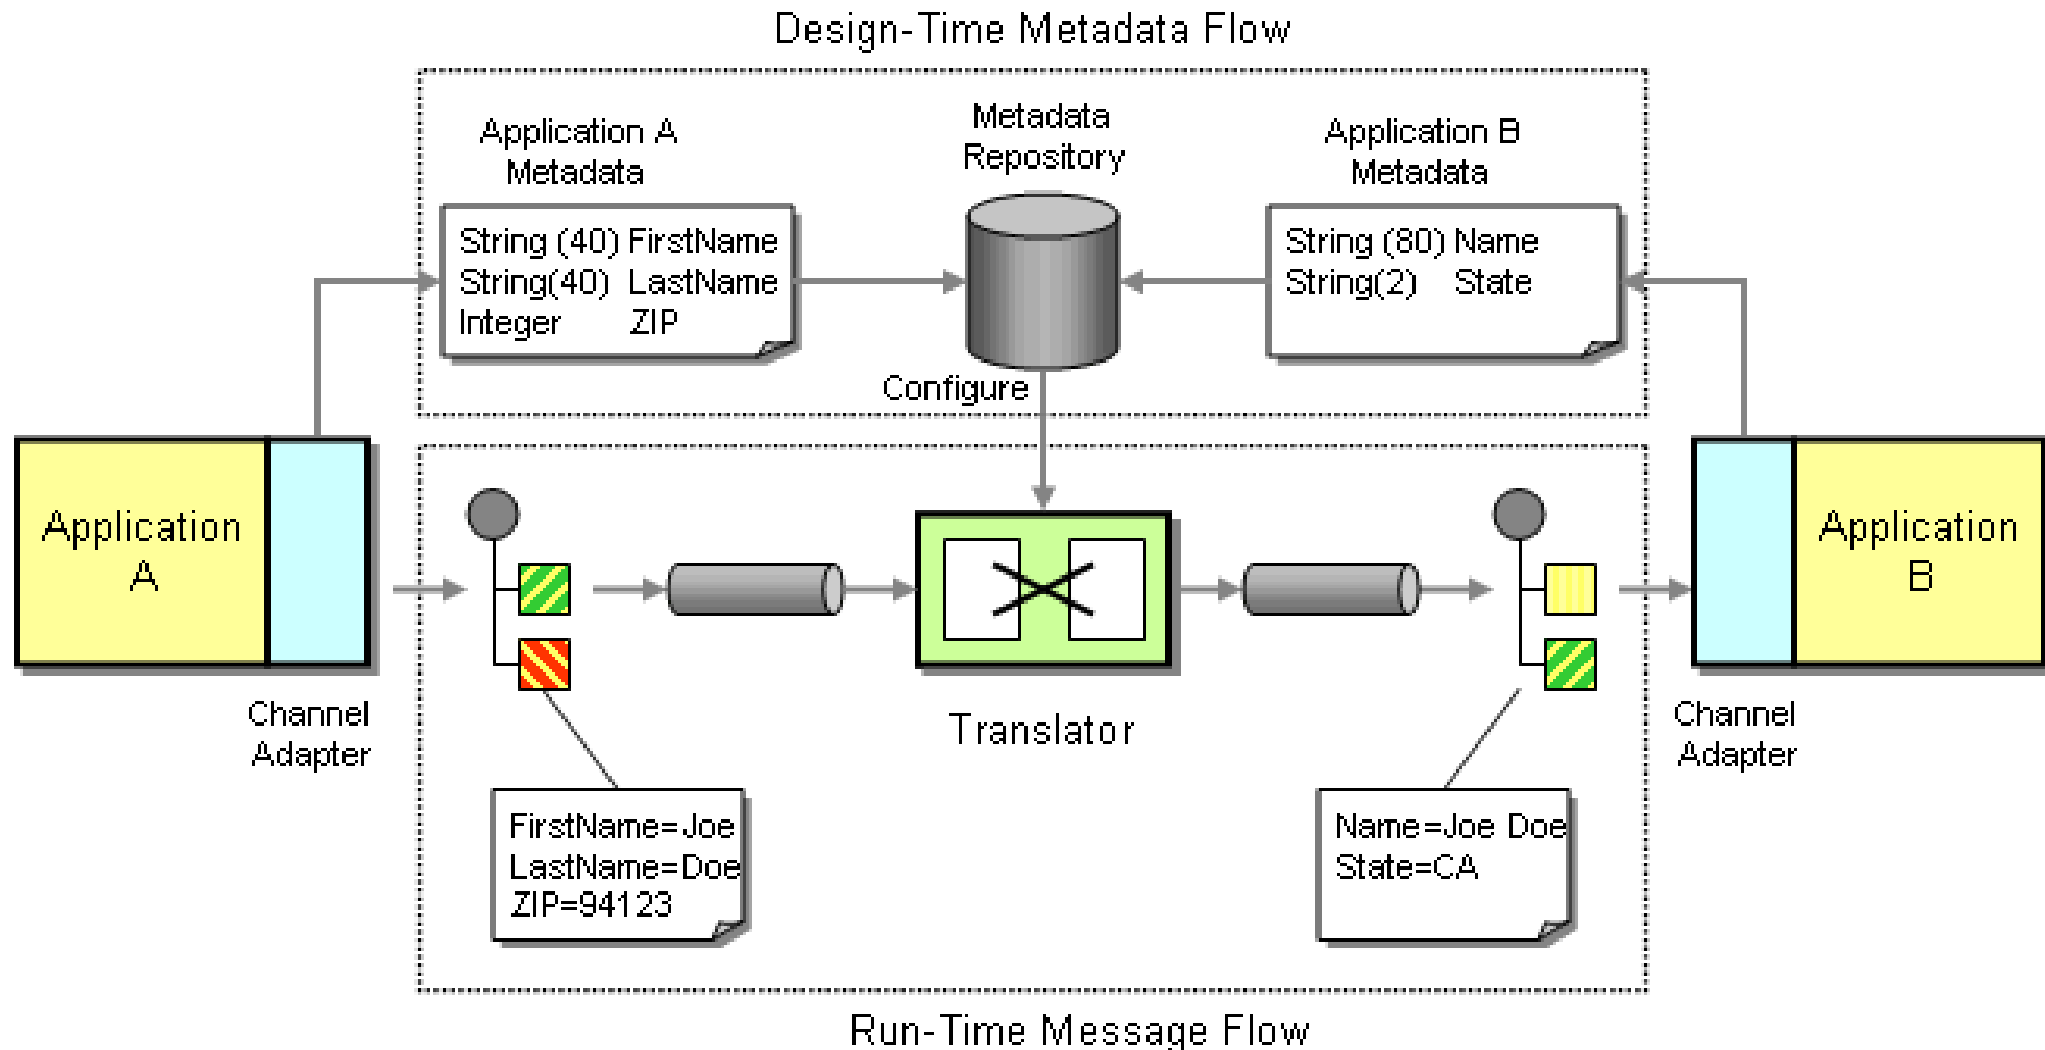 Design-Time Metadata Flow
Application A
Metadata
String (40) FirstName
String(40) LastName
Integer ZIP
Metadata
Repository
Application B
Metadata
String (80) Name
String(2) State
Configure
Application
A
Channel
Adapter
Translator
Application
B
Channel
Adapter
FirstName=Joe
LastName=Doe
ZIP=94123
Name=Joe Doe
State=CA
Run-Time Message Flow